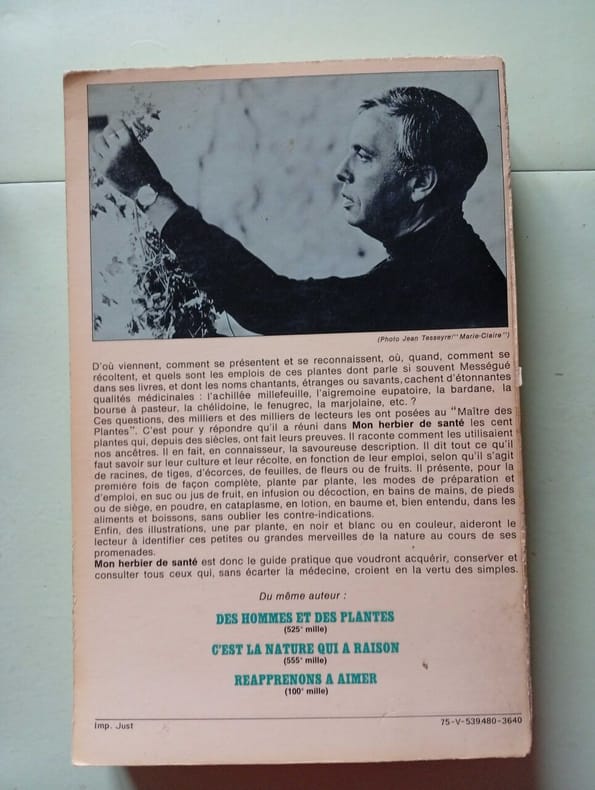 (Photo Jean Tesseyre/"Marie-Claire")
D'où viennent, comment se présentent et se reconnaissent, où, quand, comment se
récoltent, et quels sont les emplois de ces plantes dont parle si souvent Mességué
dans ses livres, et dont les noms chantants, étranges ou savants, cachent d'étonnantes
qualités médicinales : l'achillée millefeuille, l'aigremoine eupatoire, la bardane, la
bourse à pasteur, la chélidoine, le fenugrec, la marjolaine, etc. ?
Ces questions, des milliers et des milliers de lecteurs les ont posées au "Maître des
Plantes". C'est pour y répondre qu'il a réuni dans Mon herbier de santé les cent
plantes qui, depuis des siècles, ont fait leurs preuves. Il raconte comment les utilisaient
nos ancêtres. Il en fait, en connaisseur, la savoureuse description. Il dit tout ce qu'il
faut savoir sur leur culture et leur récolte, en fonction de leur emploi, selon qu'il s'agit
de racines, de tiges, d'écorces, de feuilles, de fleurs ou de fruits. Il présente, pour la
première fois de façon complète, plante par plante, les modes de préparation et
d'emploi, en suc ou jus de fruit, en infusion ou décoction, en bains de mains, de pieds
ou de siège, en poudre, en cataplasme, en lotion, en baume et, bien entendu, dans les
aliments et boissons, sans oublier les contre-indications.
Enfin, des illustrations, une par plante, en noir et blanc ou en couleur, aideront le
lecteur à identifier ces petites ou grandes merveilles de la nature au cours de ses
promenades.
Mon herbier de santé est donc le guide pratique que voudront acquérir, conserver et
consulter tous ceux qui, sans écarter la médecine, croient en la vertu des simples.
Du même auteur :
DES HOMMES ET DES PLANTES
(525e mille)
C'EST LA NATURE QUI A RAISON
(555e mille)
REAPPRENONS A AIMER
(100e mille)
Imp. Just
75-V-539480-3640